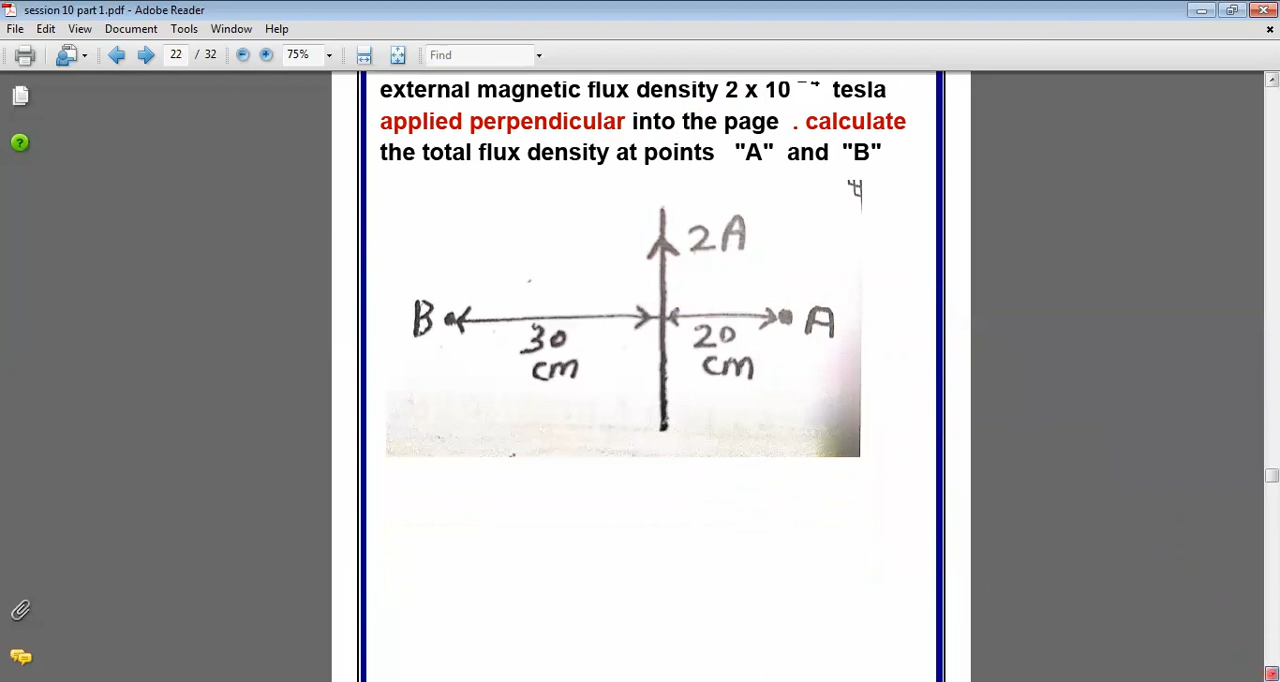 session 10 part 1.pdf - Adobe Reader
File Edit View Document Tools Window Help
22 / 32 75% Find
external magnetic flux density 2 x 10 ⁻⁴ tesla
applied perpendicular into the page . calculate
the total flux density at points "A" and "B"
2A
B 30 cm 20 cm A